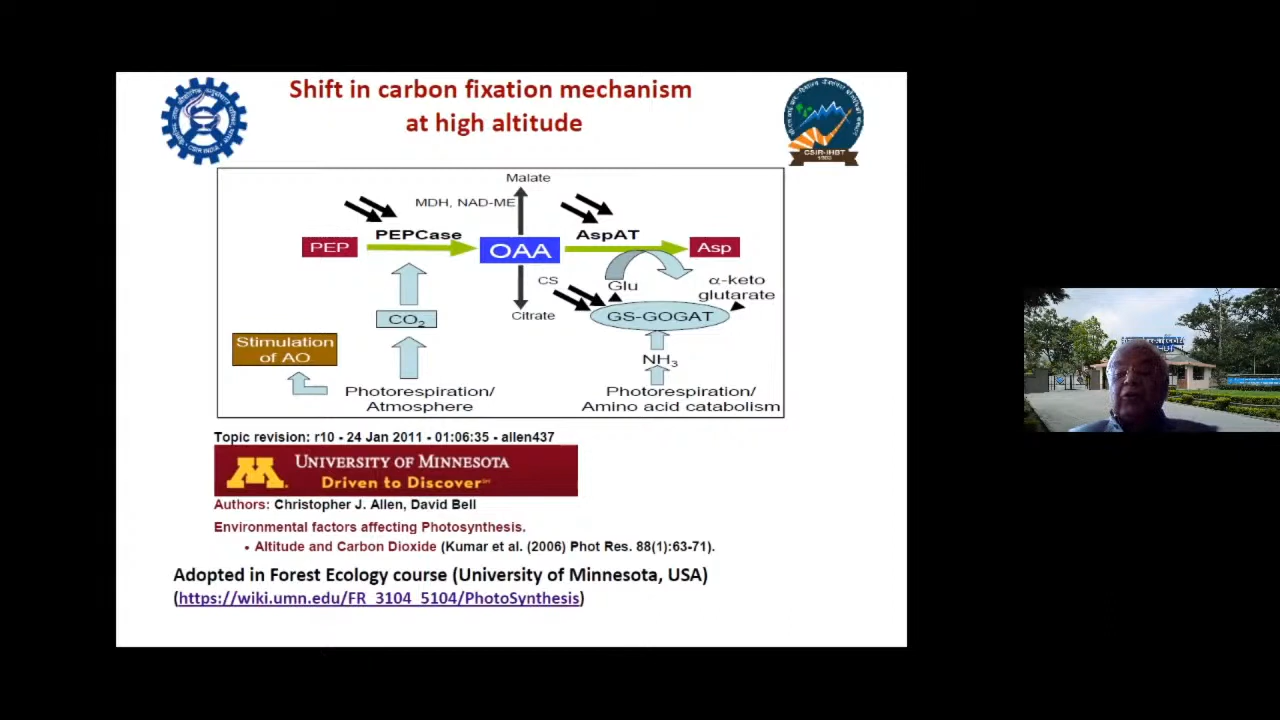 Shift in carbon fixation mechanism
at high altitude
CSIR INDIA
CSIR-IHBT
Malate
MDH, NAD-ME
PEPCase
AspAT
PEP
OAA
Asp
CS
Glu
α-keto
glutarate
Citrate
GS-GOGAT
CO₂
Stimulation
of AO
NH₃
Photorespiration/
Atmosphere
Photorespiration/
Amino acid catabolism
Topic revision: r10 - 24 Jan 2011 - 01:06:35 - allen437
UNIVERSITY OF MINNESOTA
Driven to Discover℠
Authors: Christopher J. Allen, David Bell
Environmental factors affecting Photosynthesis.
• Altitude and Carbon Dioxide (Kumar et al. (2006) Phot Res. 88(1):63-71).
Adopted in Forest Ecology course (University of Minnesota, USA)
(https://wiki.umn.edu/FR_3104_5104/PhotoSynthesis)